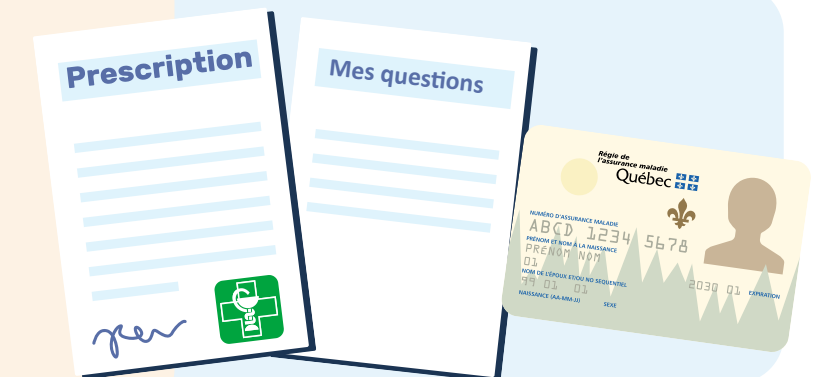 Prescription
Mes questions
Régie de
l'assurance maladie
Québec
NUMÉRO D'ASSURANCE MALADIE
ABCD 1234 5678
PRÉNOM ET NOM À LA NAISSANCE
PRÉNOM NOM
01
NOM DE L'ÉPOUX ET/OU NO SEQUENTIEL
99 01 01
2030 01 EXPIRATION
NAISSANCE (AA-MM-JJ) SEXE